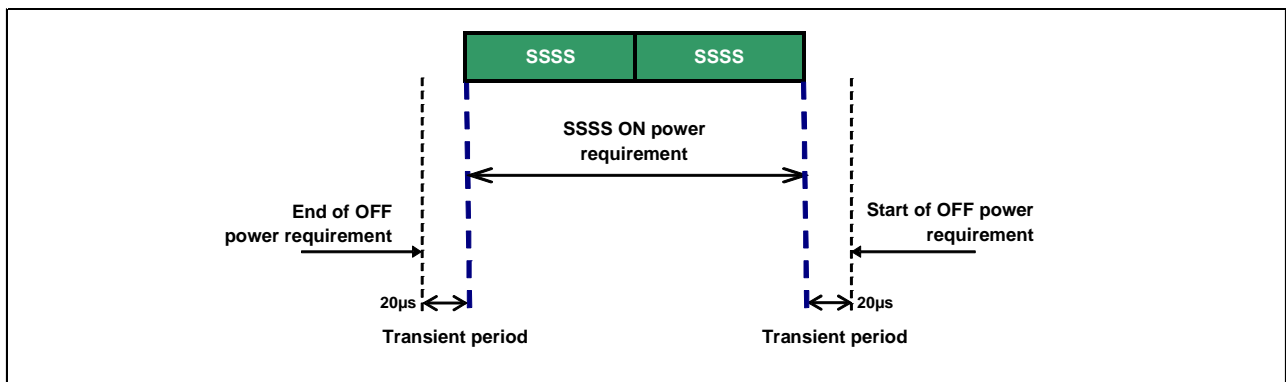 SSSS SSSS
SSSS ON power
requirement
End of OFF
power requirement
Start of OFF power
requirement
20µs
20µs
Transient period
Transient period